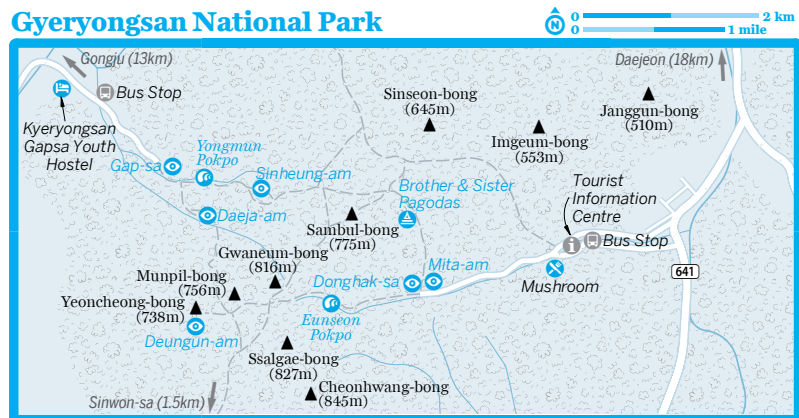 Gyeryongsan National Park
N
0 2 km
0 1 mile
Gongju (13km)
Daejeon (18km)
Bus Stop
Kyeryongsan
Gapsa Youth
Hostel
Sinseon-bong
(645m)
Janggun-bong
(510m)
Imgeum-bong
(553m)
Yongmun
Pokpo
Gap-sa
Sinheung-am
Brother & Sister
Pagodas
Tourist
Information
Centre
Daeja-am
Sambul-bong
(775m)
Bus Stop
Gwaneum-bong
(816m)
Munpil-bong
(756m)
Donghak-sa
Mita-am
641
Mushroom
Yeoncheong-bong
(738m)
Eunseon
Pokpo
Deungun-am
Ssalgae-bong
(827m)
Cheonhwang-bong
(845m)
Sinwon-sa (1.5km)